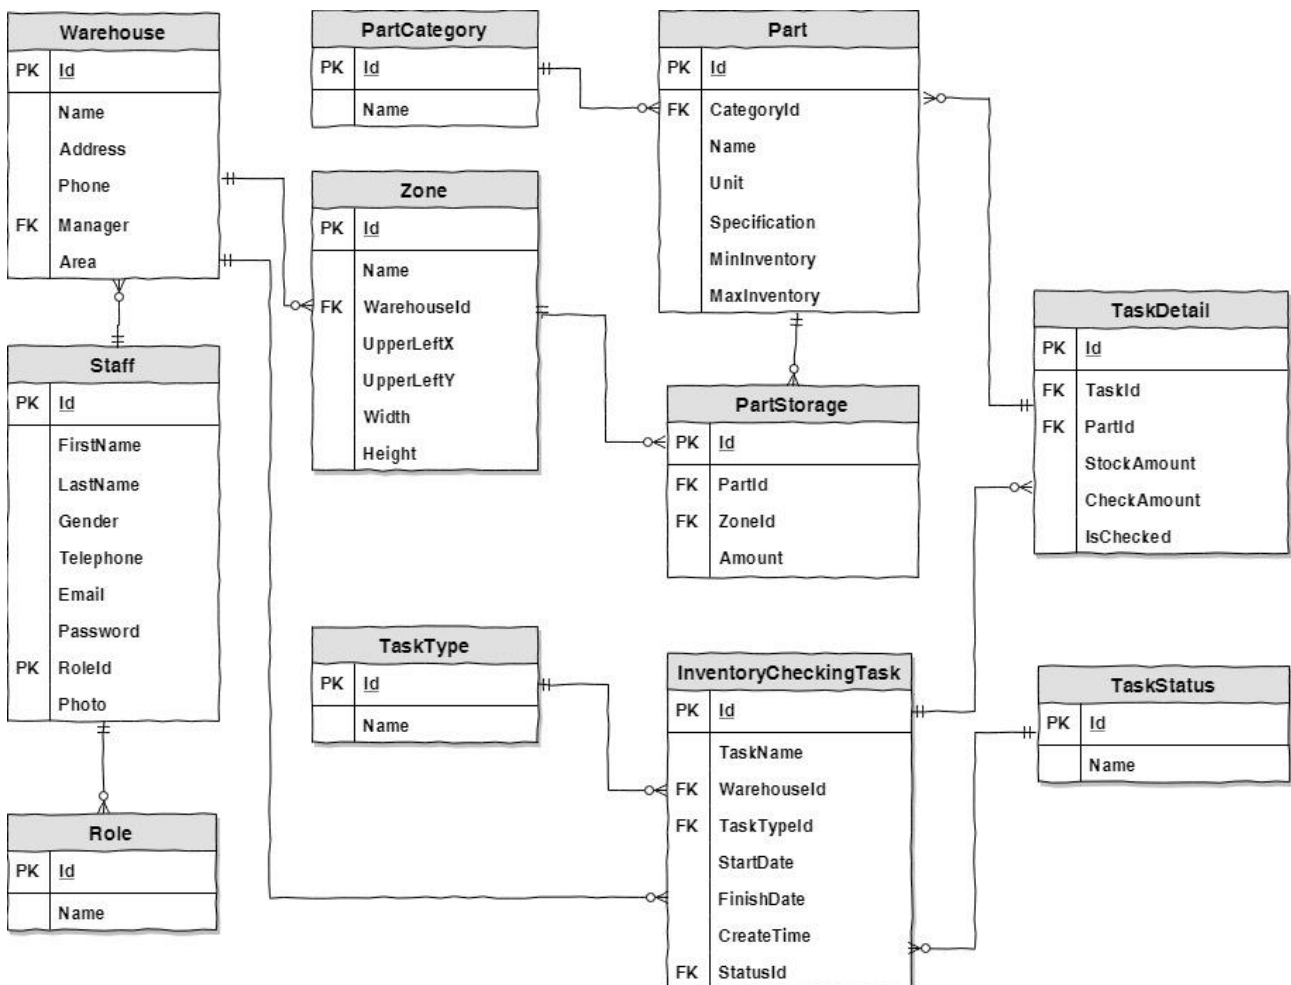 Warehouse
PK Id
Name
Address
Phone
FK Manager
Area
Staff
PK Id
FirstName
LastName
Gender
Telephone
Email
Password
PK RoleId
Photo
Role
PK Id
Name
PartCategory
PK Id
Name
Zone
PK Id
Name
FK WarehouseId
UpperLeftX
UpperLeftY
Width
Height
TaskType
PK Id
Name
Part
PK Id
FK CategoryId
Name
Unit
Specification
MinInventory
MaxInventory
PartStorage
PK Id
FK PartId
FK ZoneId
Amount
InventoryCheckingTask
PK Id
TaskName
FK WarehouseId
FK TaskTypeId
StartDate
FinishDate
CreateTime
FK StatusId
TaskDetail
PK Id
FK TaskId
FK PartId
StockAmount
CheckAmount
IsChecked
TaskStatus
PK Id
Name